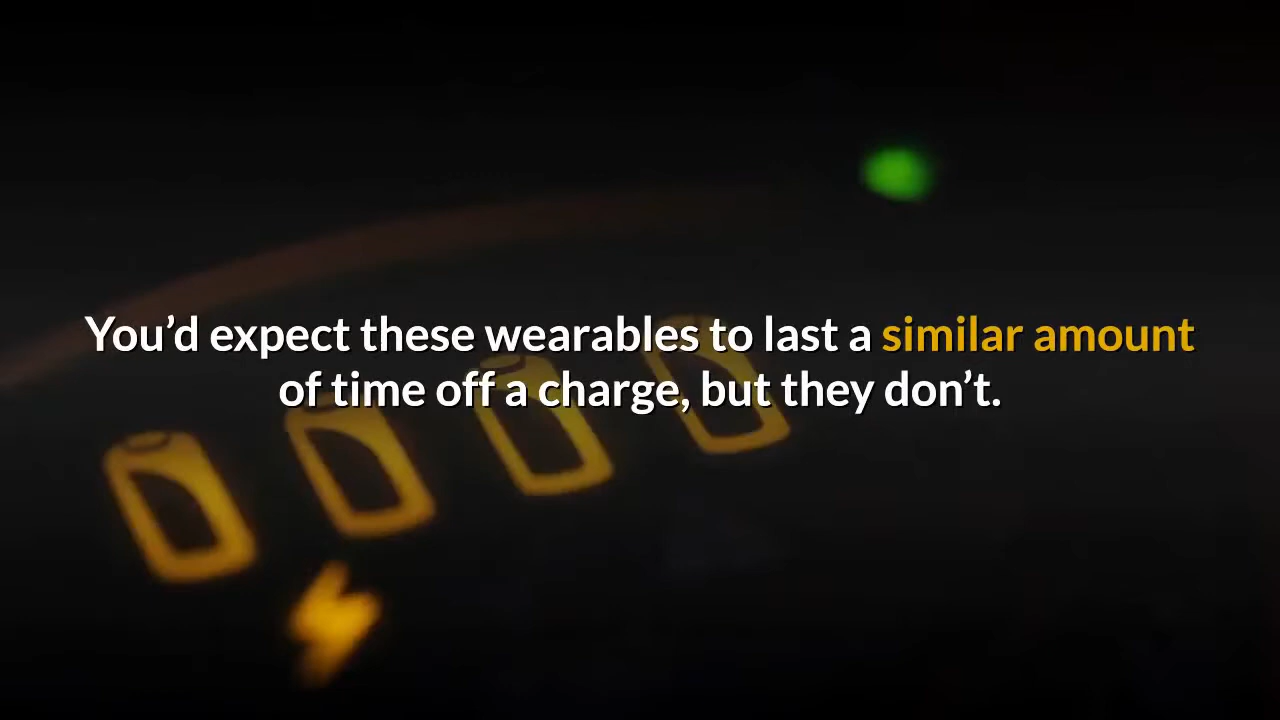 You’d expect these wearables to last a similar amount
of time off a charge, but they don’t.